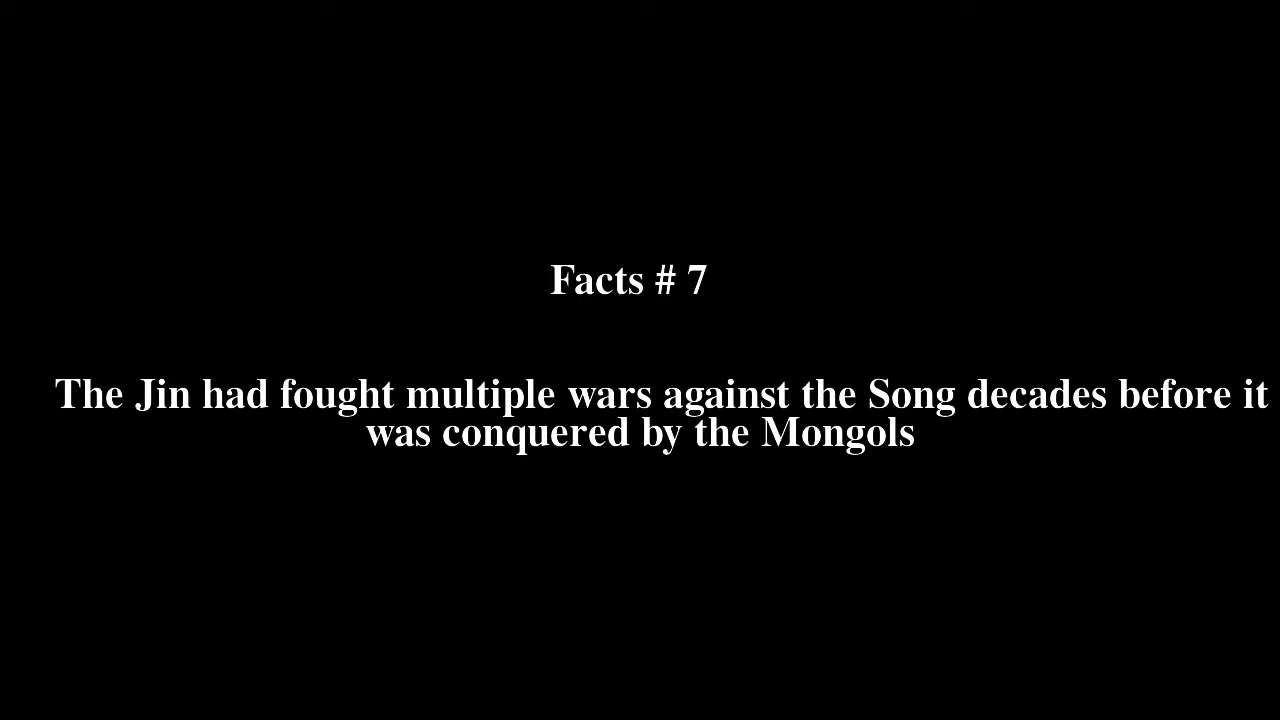 Facts # 7
The Jin had fought multiple wars against the Song decades before it
was conquered by the Mongols